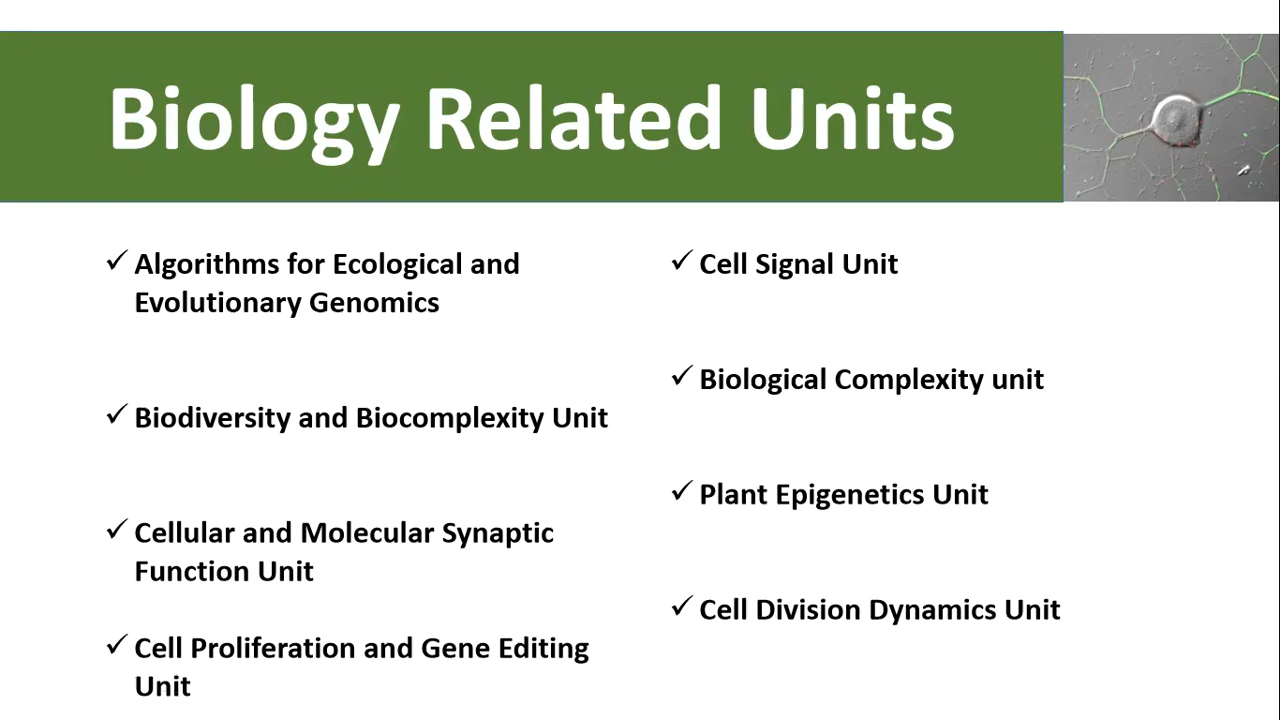 Biology Related Units
✓ Algorithms for Ecological and
Evolutionary Genomics
✓ Biodiversity and Biocomplexity Unit
✓ Cellular and Molecular Synaptic
Function Unit
✓ Cell Proliferation and Gene Editing
Unit
✓ Cell Signal Unit
✓ Biological Complexity unit
✓ Plant Epigenetics Unit
✓ Cell Division Dynamics Unit